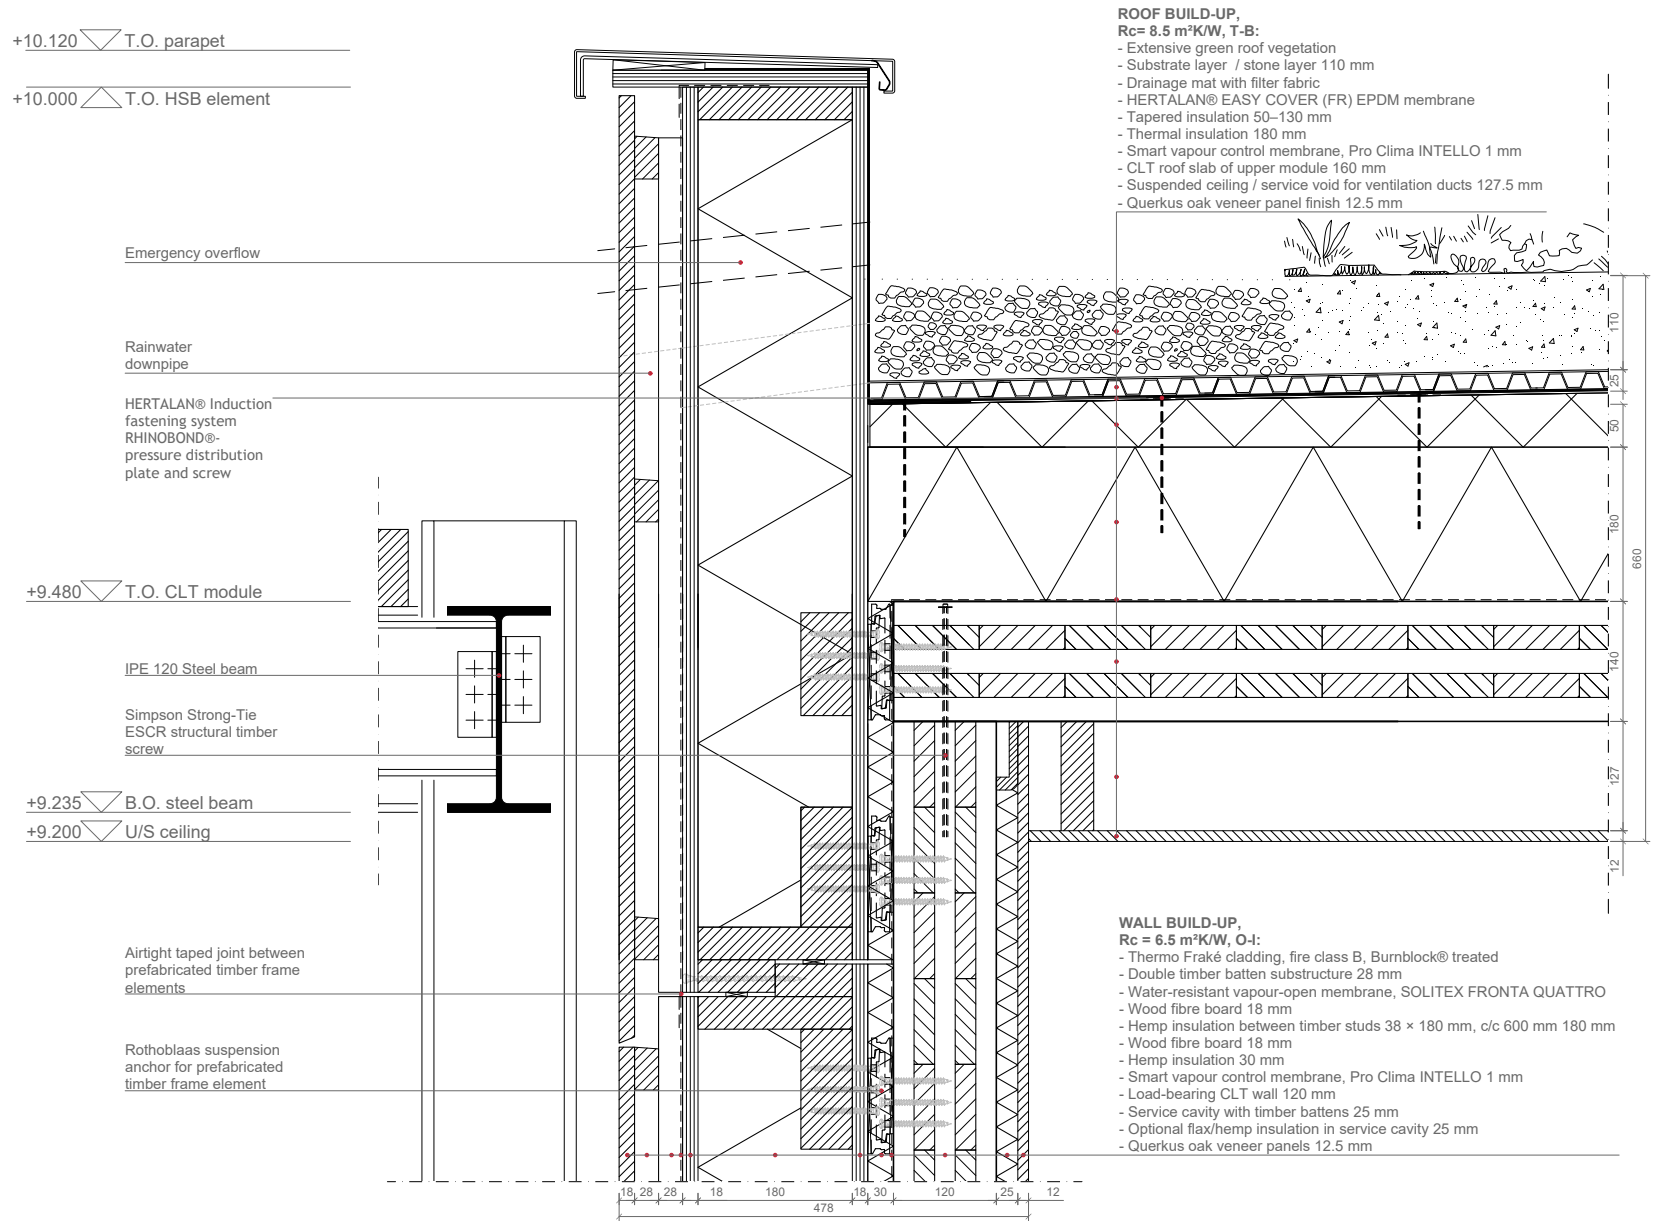 +10.120 T.O. parapet
+10.000 T.O. HSB element
Emergency overflow
Rainwater
downpipe
HERTALAN® Induction
fastening system
RHINOBOND®-
pressure distribution
plate and screw
+9.480 T.O. CLT module
IPE 120 Steel beam
Simpson Strong-Tie
ESCR structural timber
screw
+9.235 B.O. steel beam
+9.200 U/S ceiling
Airtight taped joint between
prefabricated timber frame
elements
Rothoblaas suspension
anchor for prefabricated
timber frame element
ROOF BUILD-UP,
Rc= 8.5 m²K/W, T-B:
- Extensive green roof vegetation
- Substrate layer / stone layer 110 mm
- Drainage mat with filter fabric
- HERTALAN® EASY COVER (FR) EPDM membrane
- Tapered insulation 50–130 mm
- Thermal insulation 180 mm
- Smart vapour control membrane, Pro Clima INTELLO 1 mm
- CLT roof slab of upper module 160 mm
- Suspended ceiling / service void for ventilation ducts 127.5 mm
- Querkus oak veneer panel finish 12.5 mm
110
25
50
180
660
140
127
12
WALL BUILD-UP,
Rc = 6.5 m²K/W, O-I:
- Thermo Fraké cladding, fire class B, Burnblock® treated
- Double timber batten substructure 28 mm
- Water-resistant vapour-open membrane, SOLITEX FRONTA QUATTRO
- Wood fibre board 18 mm
- Hemp insulation between timber studs 38 × 180 mm, c/c 600 mm 180 mm
- Wood fibre board 18 mm
- Hemp insulation 30 mm
- Smart vapour control membrane, Pro Clima INTELLO 1 mm
- Load-bearing CLT wall 120 mm
- Service cavity with timber battens 25 mm
- Optional flax/hemp insulation in service cavity 25 mm
- Querkus oak veneer panels 12.5 mm
18 28 28 18 180 18 30 120 25 12
478